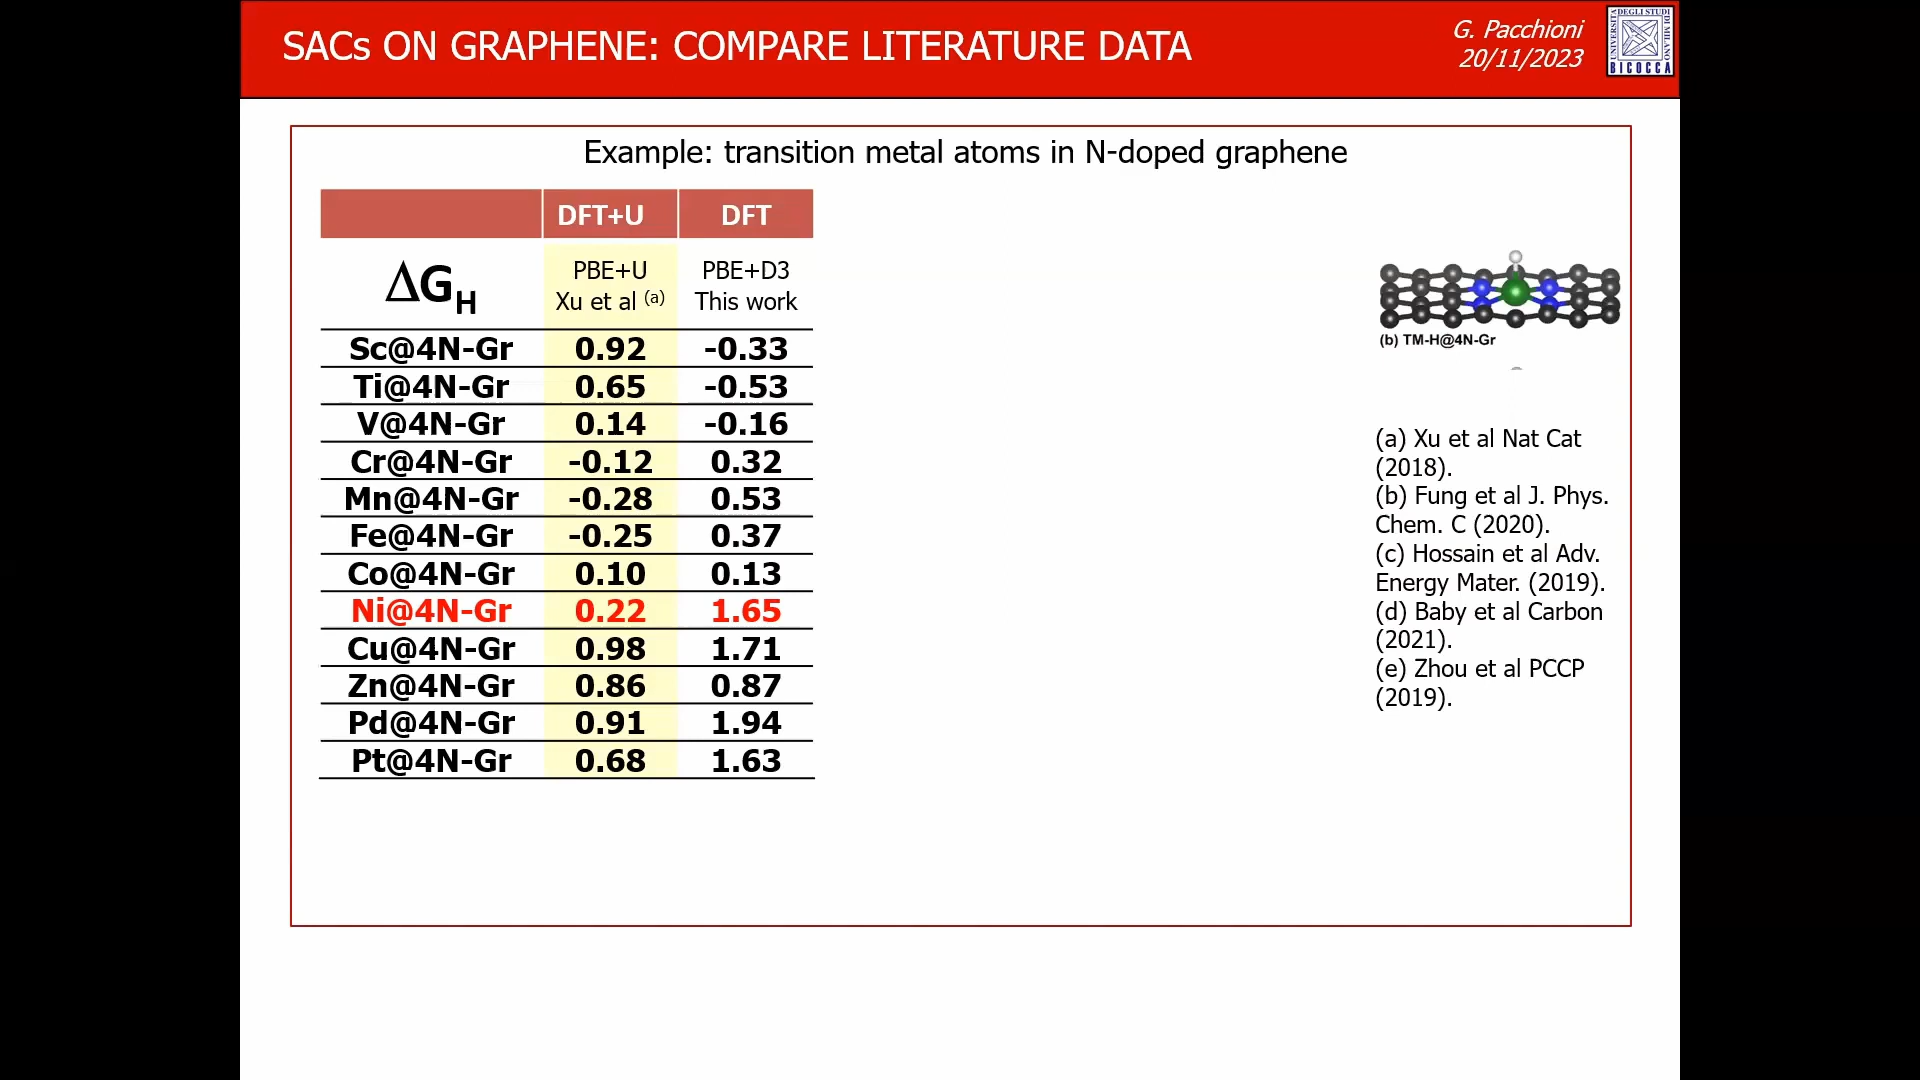 SACs ON GRAPHENE: COMPARE LITERATURE DATA
G. Pacchioni
20/11/2023
UNIVERSITÀ DEGLI STUDI DI MILANO
BICOCCA
Example: transition metal atoms in N-doped graphene
DFT+U DFT
ΔGH PBE+U Xu et al (a) PBE+D3 This work
Sc@4N-Gr 0.92 -0.33
Ti@4N-Gr 0.65 -0.53
V@4N-Gr 0.14 -0.16
Cr@4N-Gr -0.12 0.32
Mn@4N-Gr -0.28 0.53
Fe@4N-Gr -0.25 0.37
Co@4N-Gr 0.10 0.13
Ni@4N-Gr 0.22 1.65
Cu@4N-Gr 0.98 1.71
Zn@4N-Gr 0.86 0.87
Pd@4N-Gr 0.91 1.94
Pt@4N-Gr 0.68 1.63
(b) TM-H@4N-Gr
(a) Xu et al Nat Cat
(2018).
(b) Fung et al J. Phys.
Chem. C (2020).
(c) Hossain et al Adv.
Energy Mater. (2019).
(d) Baby et al Carbon
(2021).
(e) Zhou et al PCCP
(2019).